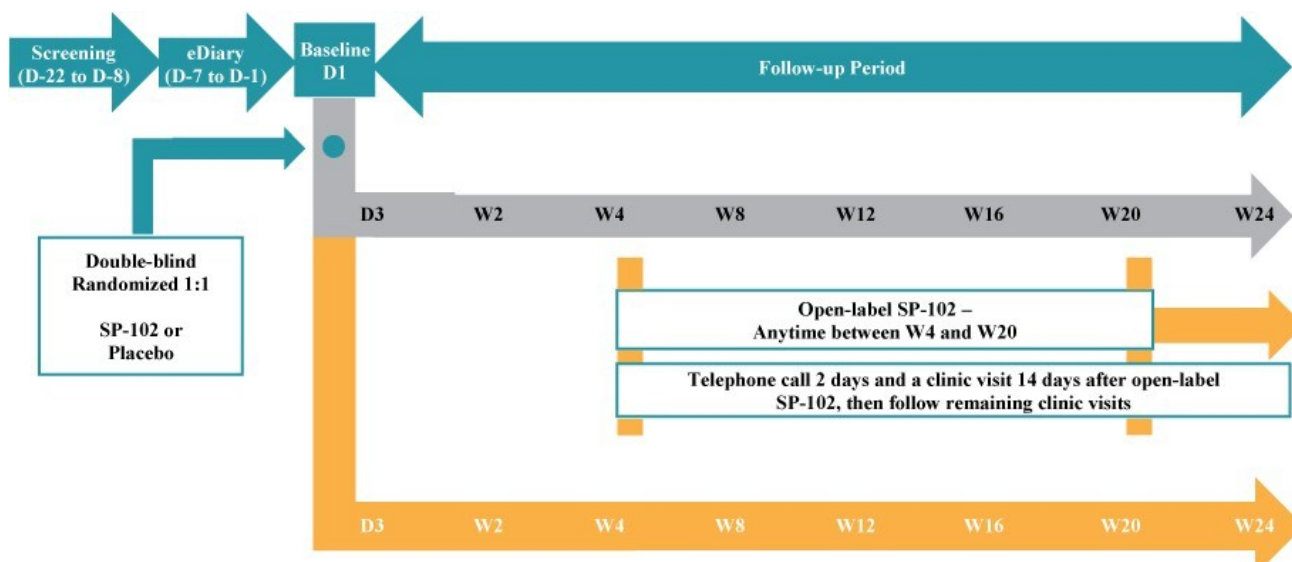 Screening
(D-22 to D-8)
eDiary
(D-7 to D-1)
Baseline
D1
Follow-up Period
D3 W2 W4 W8 W12 W16 W20 W24
Double-blind
Randomized 1:1
SP-102 or
Placebo
Open-label SP-102 –
Anytime between W4 and W20
Telephone call 2 days and a clinic visit 14 days after open-label
SP-102, then follow remaining clinic visits
D3 W2 W4 W8 W12 W16 W20 W24